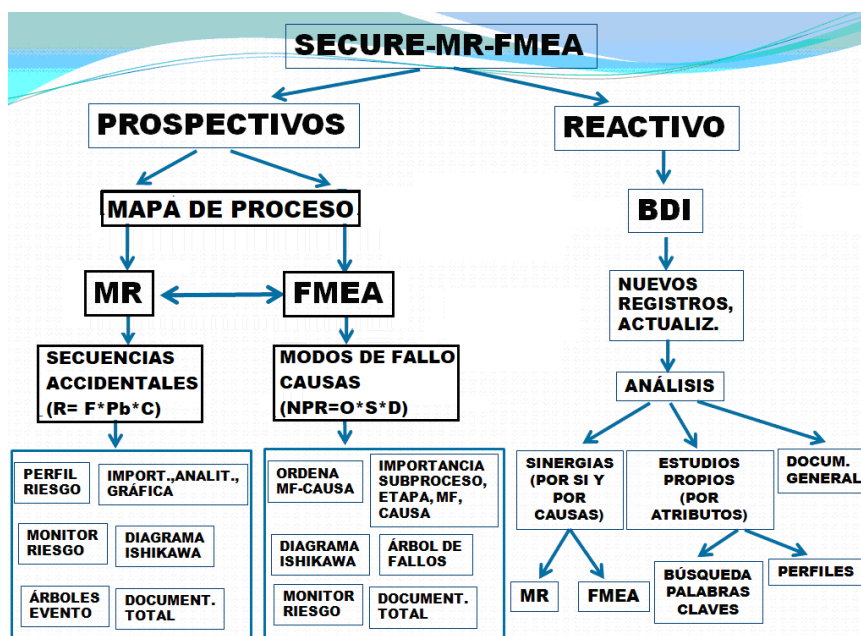 SECURE-MR-FMEA
PROSPECTIVOS
REACTIVO
MAPA DE PROCESO
BDI
MR
FMEA
NUEVOS
REGISTROS,
ACTUALIZ.
SECUENCIAS
ACCIDENTALES
(R= F*Pb*C)
MODOS DE FALLO
CAUSAS
(NPR=O*S*D)
ANÁLISIS
PERFIL
RIESGO
IMPORT.,ANALIT.,
GRÁFICA
MONITOR
RIESGO
DIAGRAMA
ISHIKAWA
ÁRBOLES
EVENTO
DOCUMENT.
TOTAL
ORDENA
MF-CAUSA
IMPORTANCIA
SUBPROCESO,
ETAPA, MF,
CAUSA
DIAGRAMA
ISHIKAWA
ÁRBOL DE
FALLOS
MONITOR
RIESGO
DOCUMENT.
TOTAL
SINERGIAS
(POR SI Y
POR
CAUSAS)
ESTUDIOS
PROPIOS
(POR
ATRIBUTOS)
DOCUM.
GENERAL
MR
FMEA
BÚSQUEDA
PALABRAS
CLAVES
PERFILES